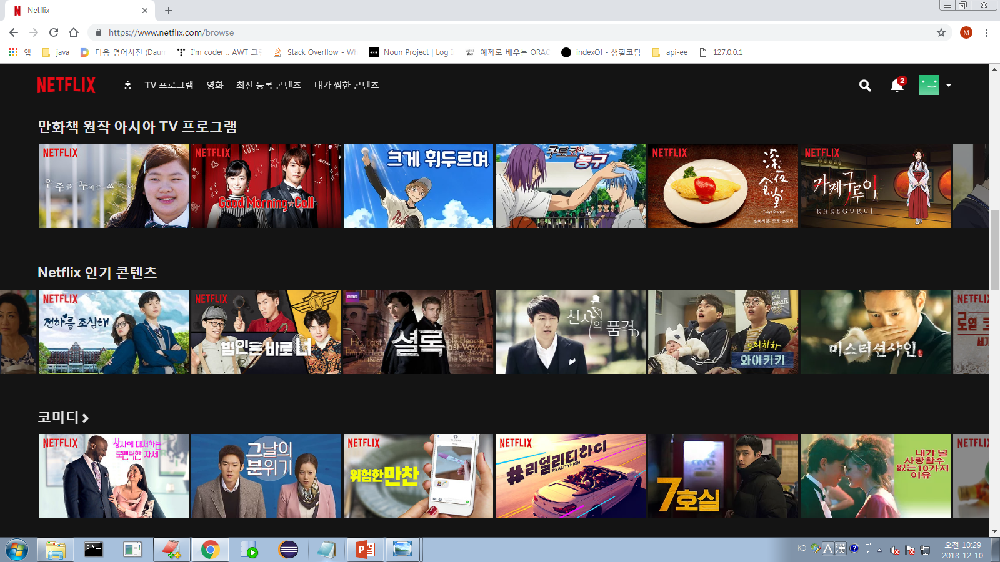 Netflix
https://www.netflix.com/browse
M
앱
java
다음 영어사전 (Daun
I'm coder :: AWT 그
Stack Overflow - Wh
Noun Project | Log I
wiki
예제로 배우는 ORAC
indexOf - 생활코딩
api-ee
127.0.0.1
NETFLIX
홈
TV 프로그램
영화
최신 등록 콘텐츠
내가 찜한 콘텐츠
2
만화책 원작 아시아 TV 프로그램
NETFLIX
우주를 누비는 쏙독새
NETFLIX
LOVE
Good Morning☆Call
크게 휘두르며
쿠로코의
농구
NETFLIX
深夜食堂
~Tokyo Stories~
심야식당: 도쿄 스토리
NETFLIX
카케구루이
KAKEGURUI
Netflix 인기 콘텐츠
NETFLIX
전하를 조심해
NETFLIX
범인은 바로 너
BBC
셜록
신사의 품격
으라차차
와이키키
미스터 션샤인
NETFLIX
코미디
NETFLIX
상사에 대처하는
로맨틱한 자세
그날의
분위기
NETFLIX
위험한 만찬
NETFLIX
#리얼리티하이
REALITYHIGH
7호실
내가 널
사랑할수
없는10가지
이유
NETFLIX
C:\
KO
A
漢
오전 10:29
2018-12-10